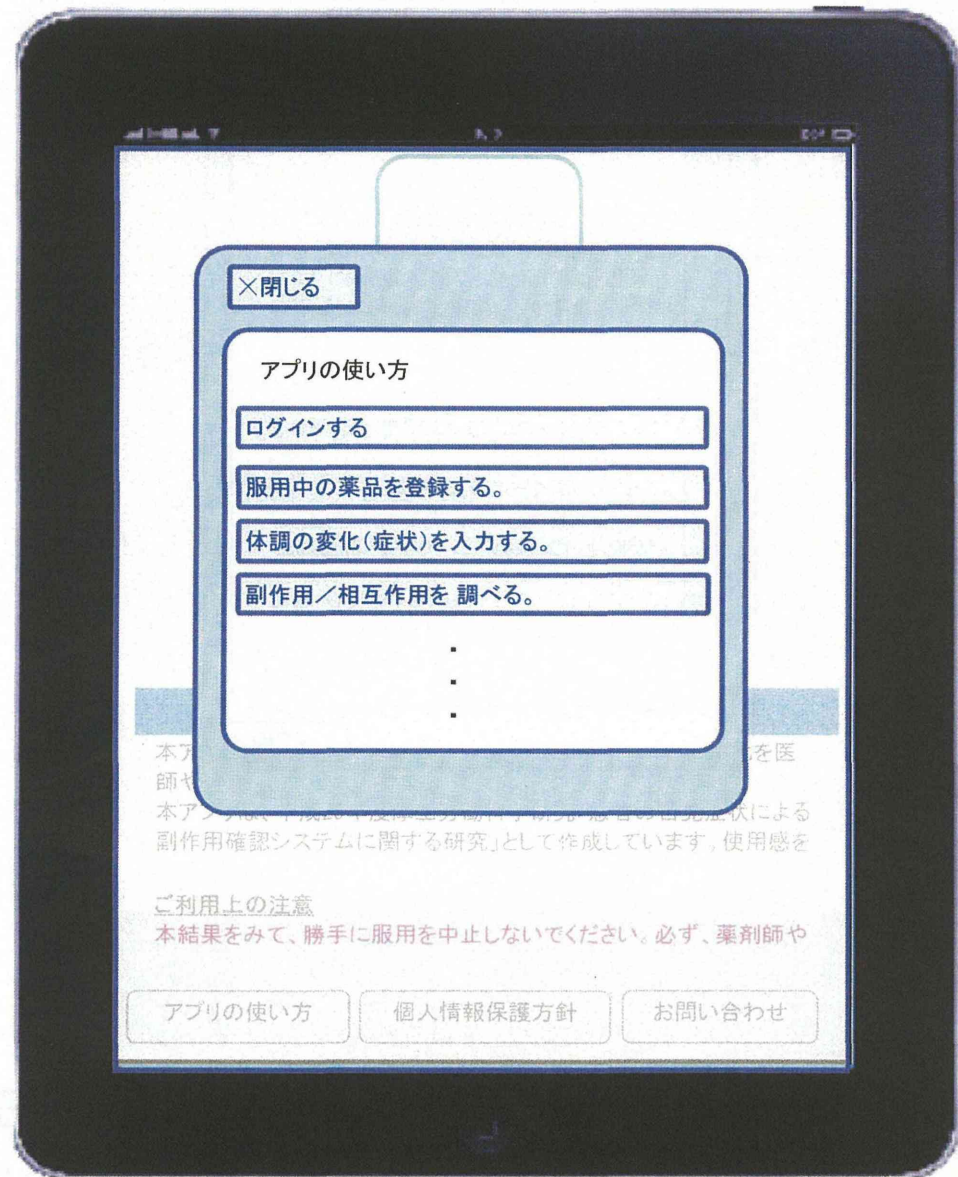 ×閉じる
アプリの使い方
ログインする
服用中の薬品を登録する。
体調の変化(症状)を入力する。
副作用/相互作用を 調べる。
・
・
・
本ア
を医
師や
本アプリは、
症状による
副作用確認システムに関する研究」として作成しています。使用感を
ご利用上の注意
本結果をみて、勝手に服用を中止しないでください。必ず、薬剤師や
アプリの使い方
個人情報保護方針
お問い合わせ